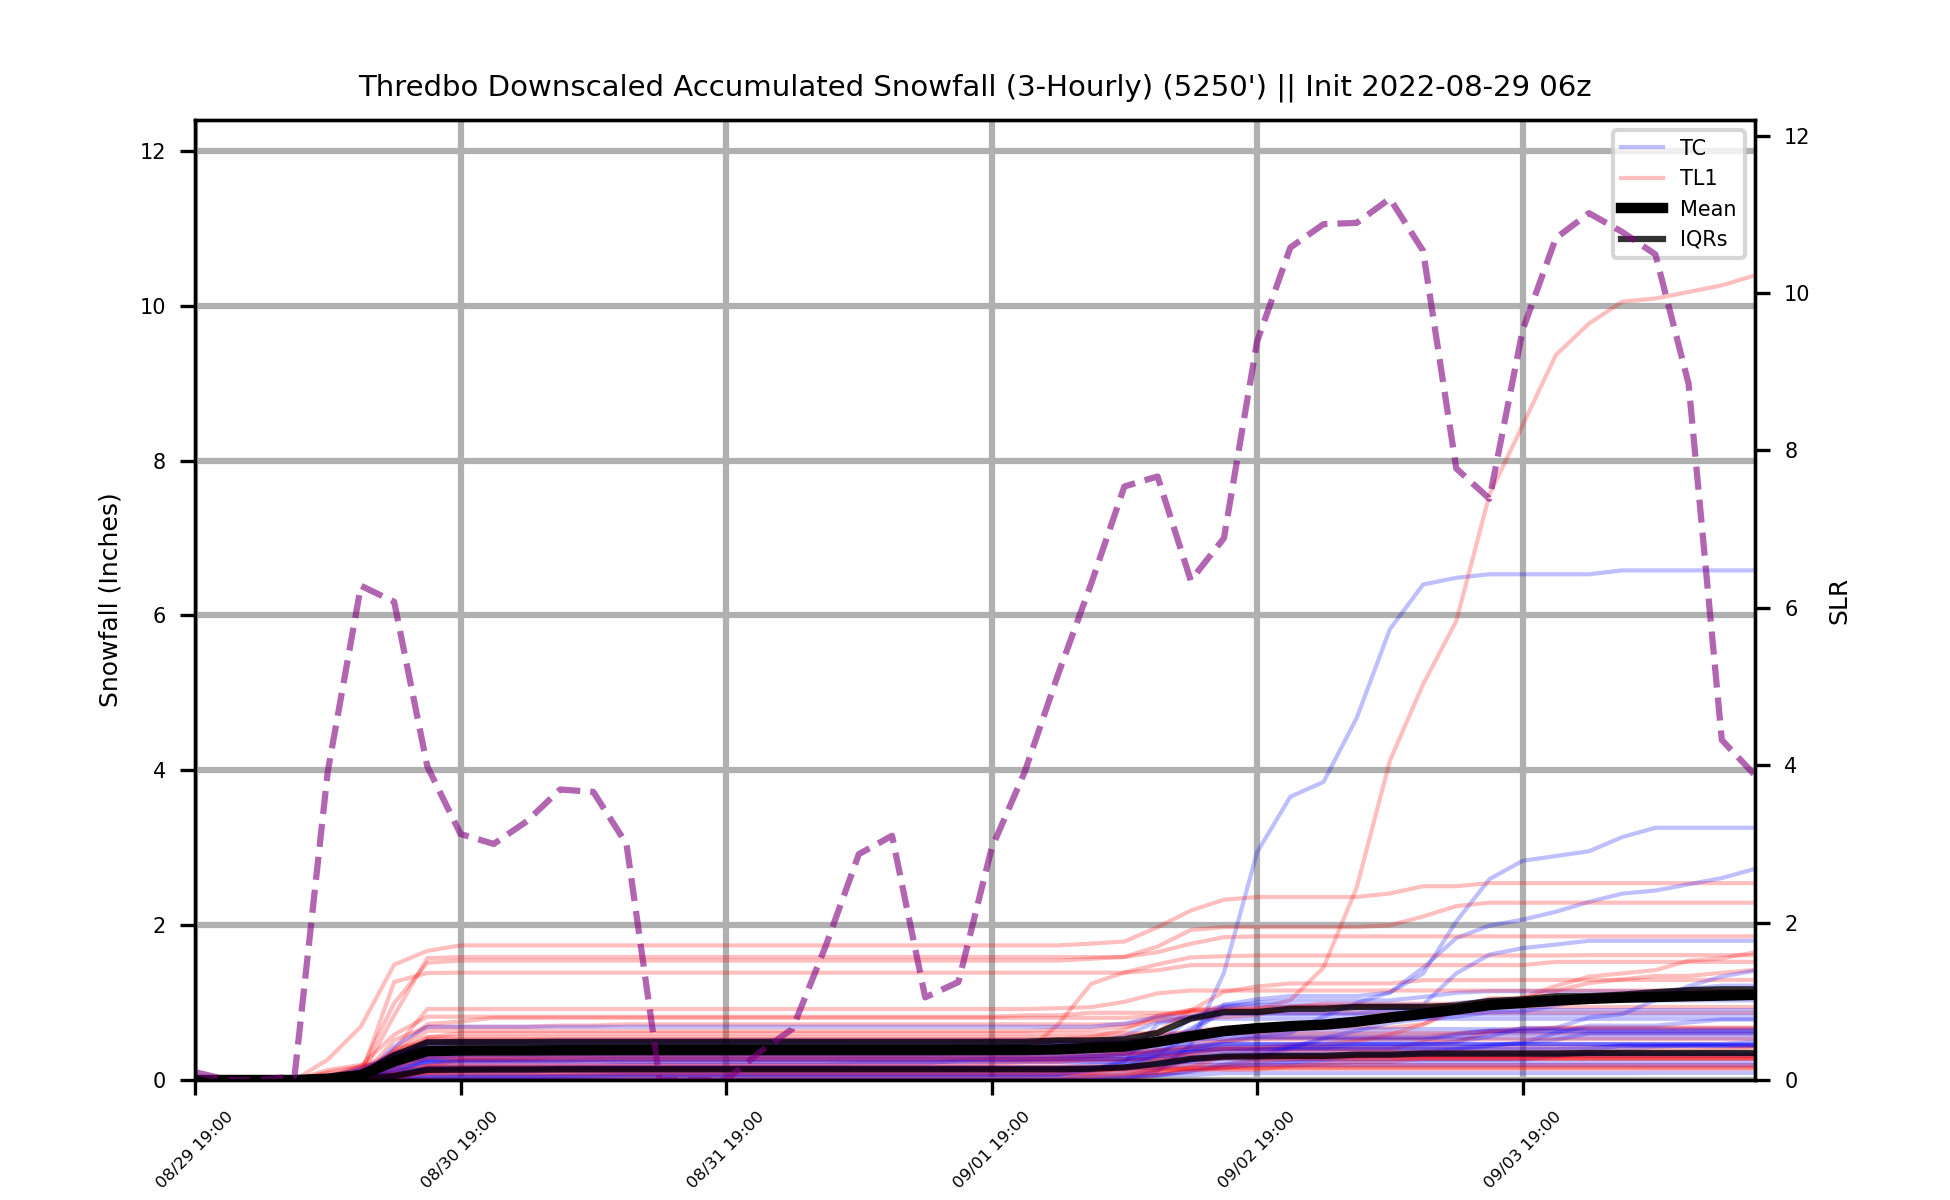 Thredbo Downscaled Accumulated Snowfall (3-Hourly) (5250') || Init 2022-08-29 06z
TC
TL1
Mean
IQRs
Snowfall (Inches)
12
10
8
6
4
2
0
SLR
12
10
8
6
4
2
0
08/29 19:00
08/30 19:00
08/31 19:00
09/01 19:00
09/02 19:00
09/03 19:00